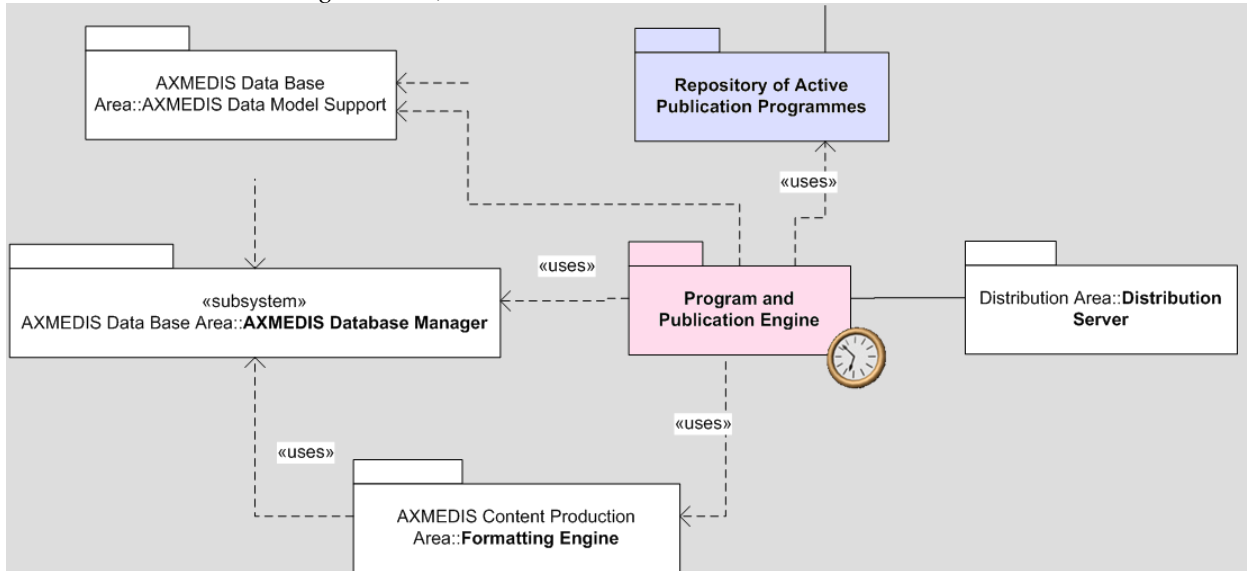 AXMEDIS Data Base
Area::AXMEDIS Data Model Support
Repository of Active
Publication Programmes
«uses»
«uses»
«subsystem»
AXMEDIS Data Base Area::AXMEDIS Database Manager
Program and
Publication Engine
Distribution Area::Distribution
Server
«uses»
«uses»
AXMEDIS Content Production
Area::Formatting Engine